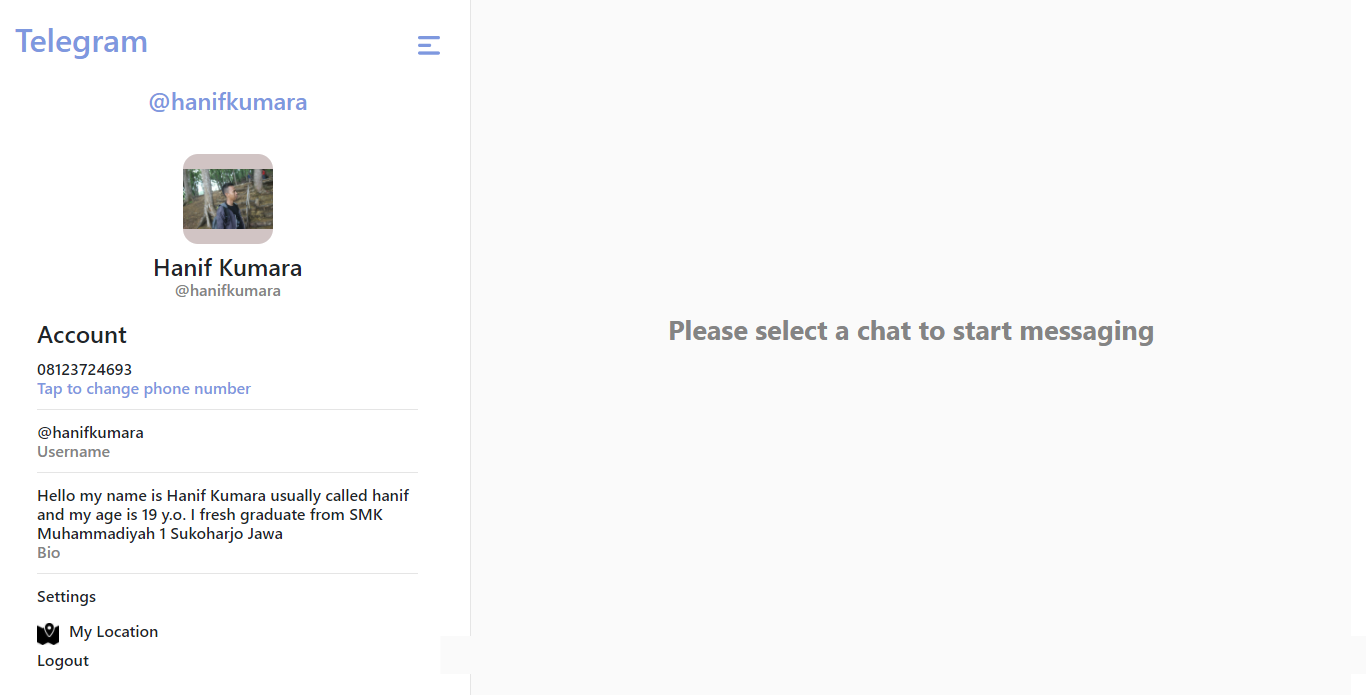 Telegram
@hanifkumara
Hanif Kumara
@hanifkumara
Account
08123724693
Tap to change phone number
@hanifkumara
Username
Hello my name is Hanif Kumara usually called hanif
and my age is 19 y.o. I fresh graduate from SMK
Muhammadiyah 1 Sukoharjo Jawa
Bio
Settings
My Location
Logout
Please select a chat to start messaging